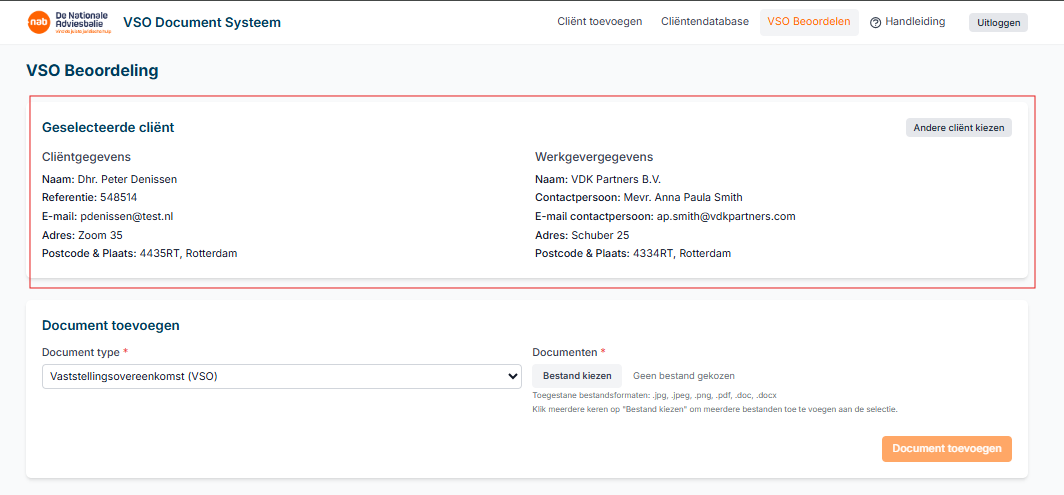 nab De Nationale
Adviesbalie
VSO Document Systeem
Cliënt toevoegen
Cliëntendatabase
VSO Beoordelen
Handleiding
Uitloggen
VSO Beoordeling
Geselecteerde cliënt
Andere cliënt kiezen
Cliëntgegevens
Naam: Dhr. Peter Denissen
Referentie: 548514
E-mail: pdenissen@test.nl
Adres: Zoom 35
Postcode & Plaats: 4435RT, Rotterdam
Werkgevergegevens
Naam: VDK Partners B.V.
Contactpersoon: Mevr. Anna Paula Smith
E-mail contactpersoon: ap.smith@vdkpartners.com
Adres: Schuber 25
Postcode & Plaats: 4334RT, Rotterdam
Document toevoegen
Document type *
Vaststellingsovereenkomst (VSO)
Documenten *
Bestand kiezen Geen bestand gekozen
Toegestane bestandsformaten: .jpg, .jpeg, .png, .pdf, .doc, .docx
Klik meerdere keren op "Bestand kiezen" om meerdere bestanden toe te voegen aan de selectie.
Document toevoegen